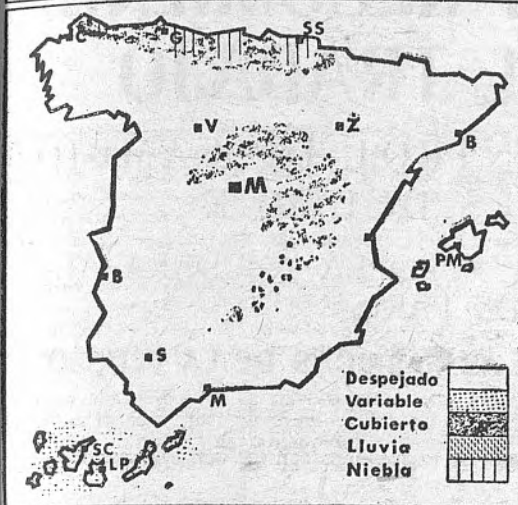 C
G
SS
V
Z
B
M
PM
B
S
M
SC
LP
Despejado
Variable
Cubierto
Lluvia
Niebla